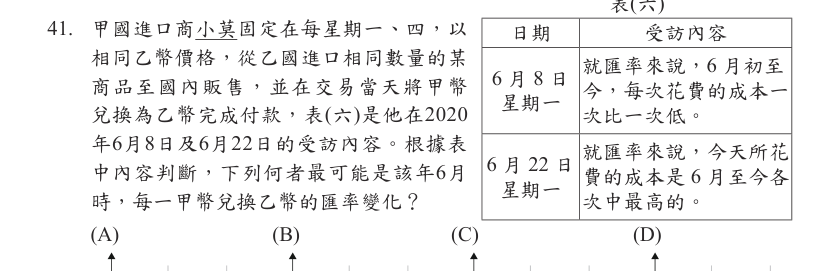 表(六)
41. 甲國進口商小莫固定在每星期一、四，以
相同乙幣價格，從乙國進口相同數量的某
商品至國內販售，並在交易當天將甲幣
兌換為乙幣完成付款，表(六)是他在2020
年6月8日及6月22日的受訪內容。根據表
中內容判斷，下列何者最可能是該年6月
時，每一甲幣兌換乙幣的匯率變化？
日期 受訪內容
6 月 8 日
星期一
就匯率來說，6 月初至
今，每次花費的成本一
次比一次低。
6 月 22 日
星期一
就匯率來說，今天所花
費的成本是 6 月至今各
次中最高的。
(A) (B) (C) (D)